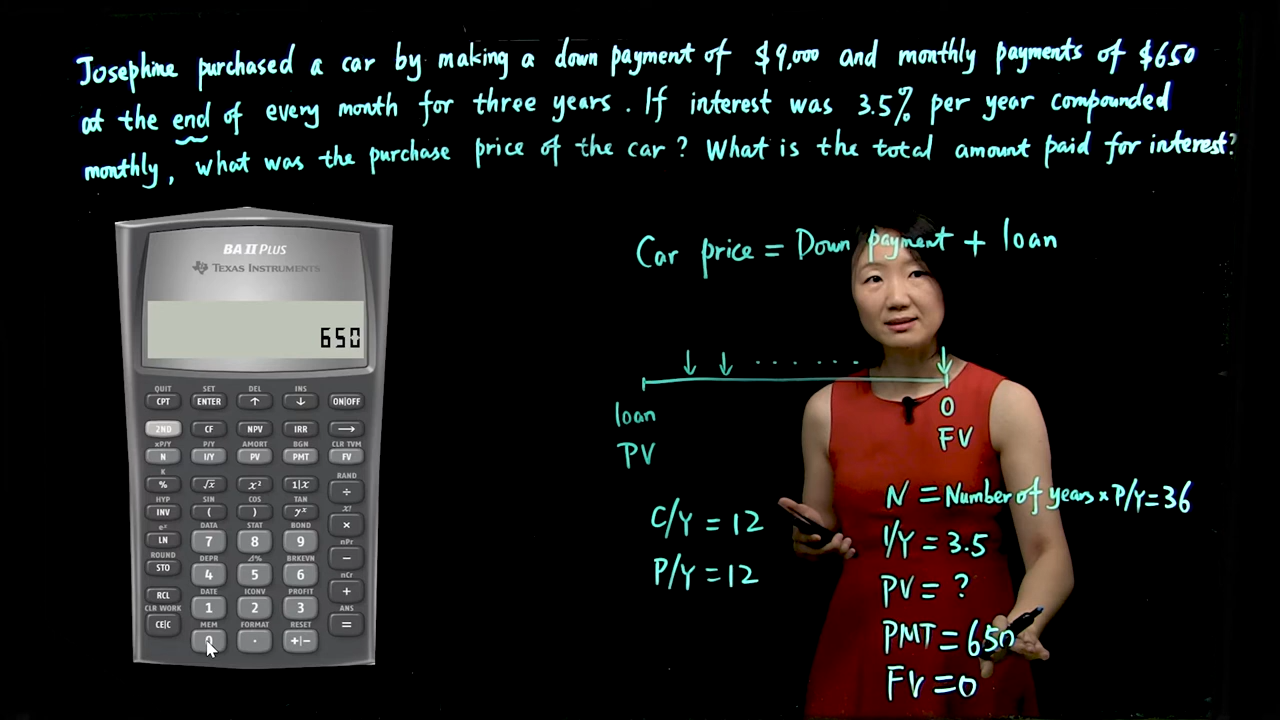 Josephine purchased a car by making a down payment of $9,000 and monthly payments of $650
at the end of every month for three years. If interest was 3.5% per year compounded
monthly, what was the purchase price of the car? What is the total amount paid for interest?
Car price = Down payment + loan
BA II PLUS
TEXAS INSTRUMENTS
650
QUIT SET DEL INS
CPT ENTER ↑ ↓ ON|OFF
2ND CF NPV IRR →
xP/Y P/Y AMORT BGN CLR TVM
N I/Y PV PMT FV
K RAND
% √x x² 1|x ÷
HYP SIN COS TAN x!
INV ( ) yˣ ×
eˣ DATA STAT BOND nPr
LN 7 8 9 −
ROUND DEPR Δ% BRKEVN nCr
STO 4 5 6 +
DATE ICONV PROFIT ANS
RCL 1 2 3 =
CLR WORK MEM FORMAT RESET
CE|C 0 . +|−
loan
PV
0
FV
C/Y = 12
P/Y = 12
N = Number of years × P/Y = 36
I/Y = 3.5
PV = ?
PMT = 650
FV = 0